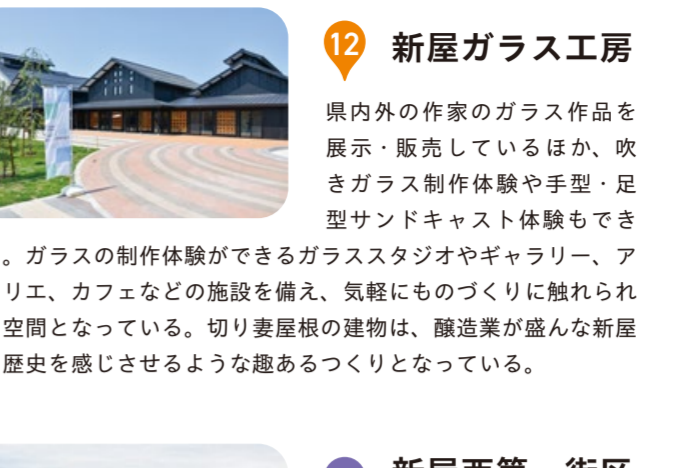 12 新屋ガラス工房
県内外の作家のガラス作品を
展示・販売しているほか、吹
きガラス制作体験や手型・足
型サンドキャスト体験もでき
。ガラスの制作体験ができるガラススタジオやギャラリー、ア
リエ、カフェなどの施設を備え、気軽にものづくりに触れられ
空間となっている。切り妻屋根の建物は、醸造業が盛んな新屋
歴史を感じさせるような趣あるつくりとなっている。